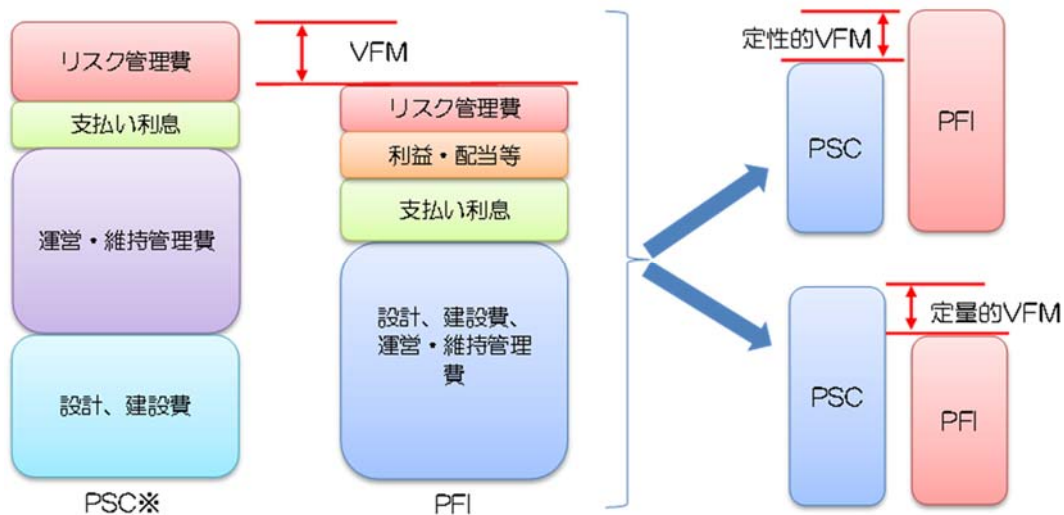 リスク管理費
支払い利息
運営・維持管理費
設計、建設費
PSC※
VFM
リスク管理費
利益・配当等
支払い利息
設計、建設費、
運営・維持管理
費
PFI
定性的VFM
PSC
PFI
定量的VFM
PSC
PFI